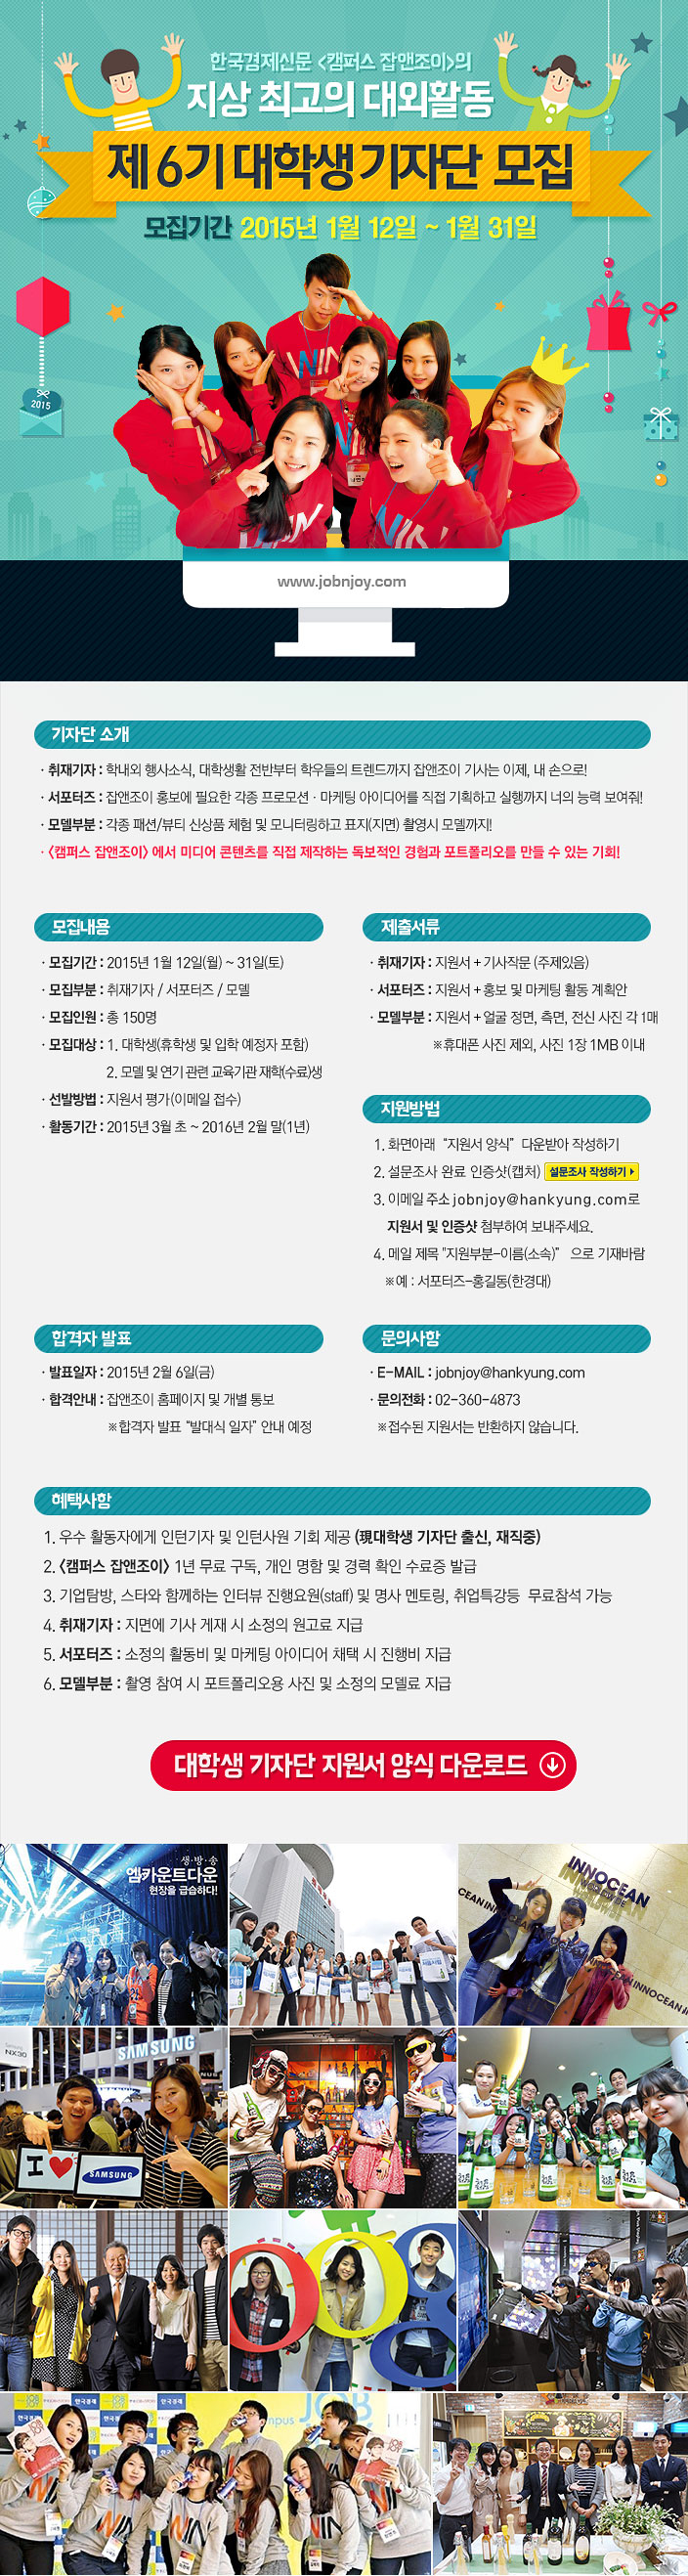 한국경제신문 <캠퍼스 잡앤조이>의
지상 최고의 대외활동
제 6기 대학생 기자단 모집
모집기간 2015년 1월 12일 ~ 1월 31일
2015
www.jobnjoy.com
기자단 소개
· 취재기자 : 학내외 행사소식, 대학생활 전반부터 학우들의 트렌드까지 잡앤조이 기사는 이제, 내 손으로!
· 서포터즈 : 잡앤조이 홍보에 필요한 각종 프로모션 · 마케팅 아이디어를 직접 기획하고 실행까지 너의 능력 보여줘!
· 모델부분 : 각종 패션/뷰티 신상품 체험 및 모니터링하고 표지(지면) 촬영시 모델까지!
· <캠퍼스 잡앤조이> 에서 미디어 콘텐츠를 직접 제작하는 독보적인 경험과 포트폴리오를 만들 수 있는 기회!
모집내용
· 모집기간 : 2015년 1월 12일(월) ~ 31일(토)
· 모집부분 : 취재기자 / 서포터즈 / 모델
· 모집인원 : 총 150명
· 모집대상 : 1. 대학생(휴학생 및 입학 예정자 포함)
2. 모델 및 연기 관련 교육기관 재학(수료)생
· 선발방법 : 지원서 평가(이메일 접수)
· 활동기간 : 2015년 3월 초 ~ 2016년 2월 말(1년)
제출서류
· 취재기자 : 지원서 + 기사작문 (주제있음)
· 서포터즈 : 지원서 + 홍보 및 마케팅 활동 계획안
· 모델부분 : 지원서 + 얼굴 정면, 측면, 전신 사진 각 1매
※휴대폰 사진 제외, 사진 1장 1MB 이내
지원방법
1. 화면아래 “지원서 양식” 다운받아 작성하기
2. 설문조사 완료 인증샷(캡처) 설문조사 작성하기
3. 이메일 주소 jobnjoy@hankyung.com로
지원서 및 인증샷 첨부하여 보내주세요.
4. 메일 제목 "지원부분-이름(소속)” 으로 기재바람
※예 : 서포터즈-홍길동(한경대)
합격자 발표
· 발표일자 : 2015년 2월 6일(금)
· 합격안내 : 잡앤조이 홈페이지 및 개별 통보
※합격자 발표 “발대식 일자” 안내 예정
문의사항
· E-MAIL : jobnjoy@hankyung.com
· 문의전화 : 02-360-4873
※접수된 지원서는 반환하지 않습니다.
혜택사항
1. 우수 활동자에게 인턴기자 및 인턴사원 기회 제공 (現대학생 기자단 출신, 재직중)
2. <캠퍼스 잡앤조이> 1년 무료 구독, 개인 명함 및 경력 확인 수료증 발급
3. 기업탐방, 스타와 함께하는 인터뷰 진행요원(staff) 및 명사 멘토링, 취업특강등 무료참석 가능
4. 취재기자 : 지면에 기사 게재 시 소정의 원고료 지급
5. 서포터즈 : 소정의 활동비 및 마케팅 아이디어 채택 시 진행비 지급
6. 모델부분 : 촬영 참여 시 포트폴리오용 사진 및 소정의 모델료 지급
대학생 기자단 지원서 양식 다운로드
생·방·송
엠카운트다운
현장을 급습하다!
INNOCEAN
INNOCEAN
Samsung
NX30
SAMSUNG
I
SAMSUNG
한국경제
JOB